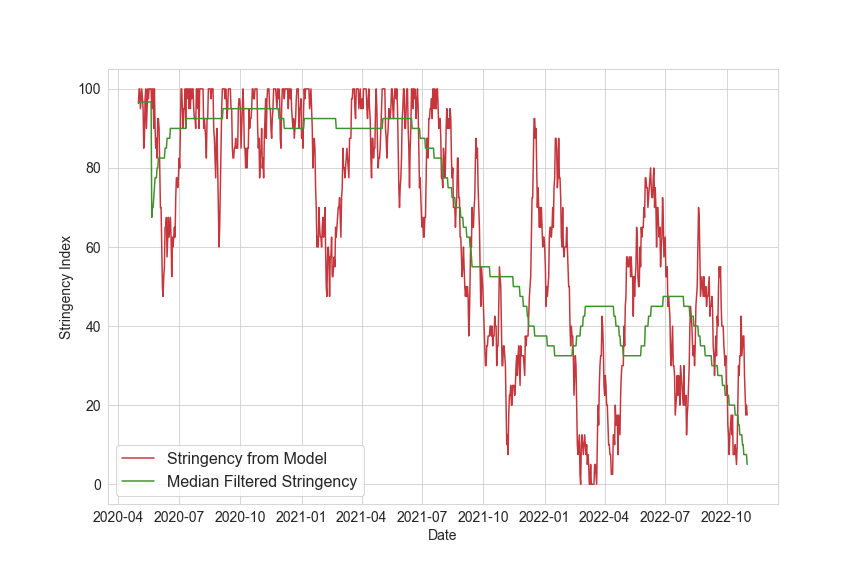 100
80
60
40
20
0
Stringency Index
Stringency from Model
Median Filtered Stringency
2020-04 2020-07 2020-10 2021-01 2021-04 2021-07 2021-10 2022-01 2022-04 2022-07 2022-10
Date